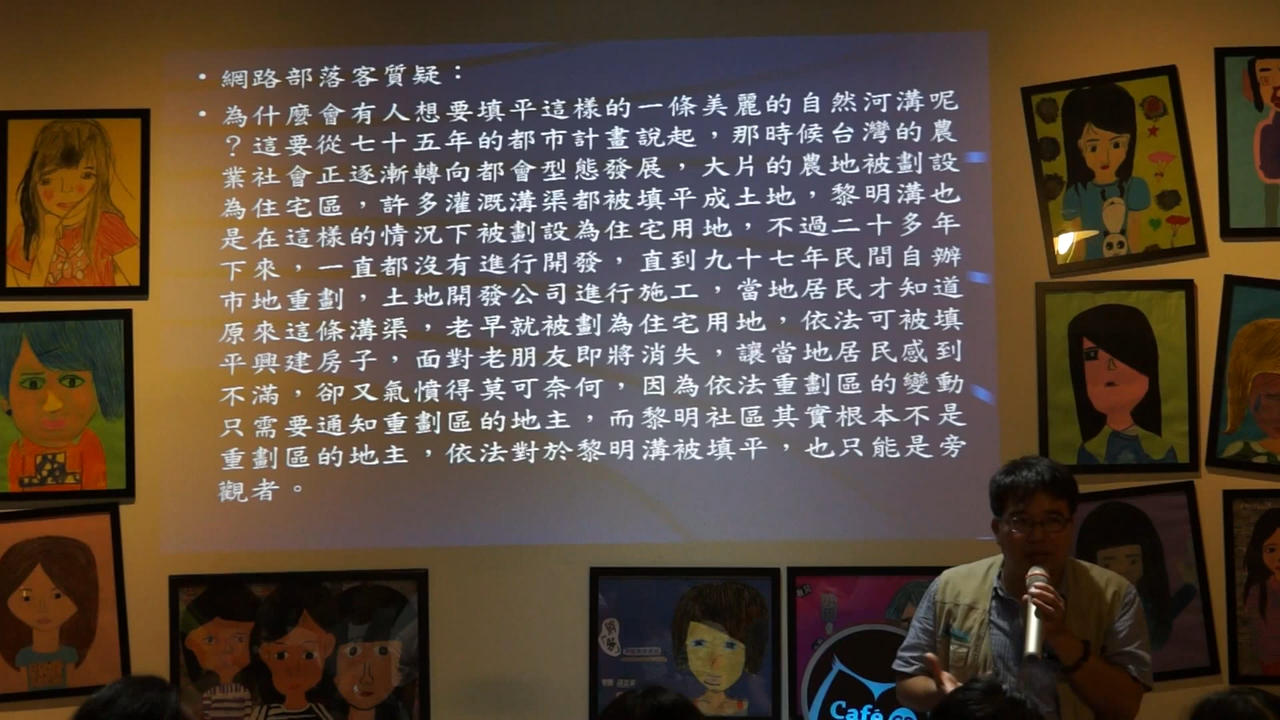 • 網路部落客質疑：
• 為什麼會有人想要填平這樣的一條美麗的自然河溝呢
？這要從七十五年的都市計畫說起，那時候台灣的農
業社會正逐漸轉向都會型態發展，大片的農地被劃設
為住宅區，許多灌溉溝渠都被填平成土地，黎明溝也
是在這樣的情況下被劃設為住宅用地，不過二十多年
下來，一直都沒有進行開發，直到九十七年民間自辦
市地重劃，土地開發公司進行施工，當地居民才知道
原來這條溝渠，老早就被劃為住宅用地，依法可被填
平興建房子，面對老朋友即將消失，讓當地居民感到
不滿，卻又氣憤得莫可奈何，因為依法重劃區的變動
只需要通知重劃區的地主，而黎明社區其實根本不是
重劃區的地主，依法對於黎明溝被填平，也只能是旁
觀者。
Café